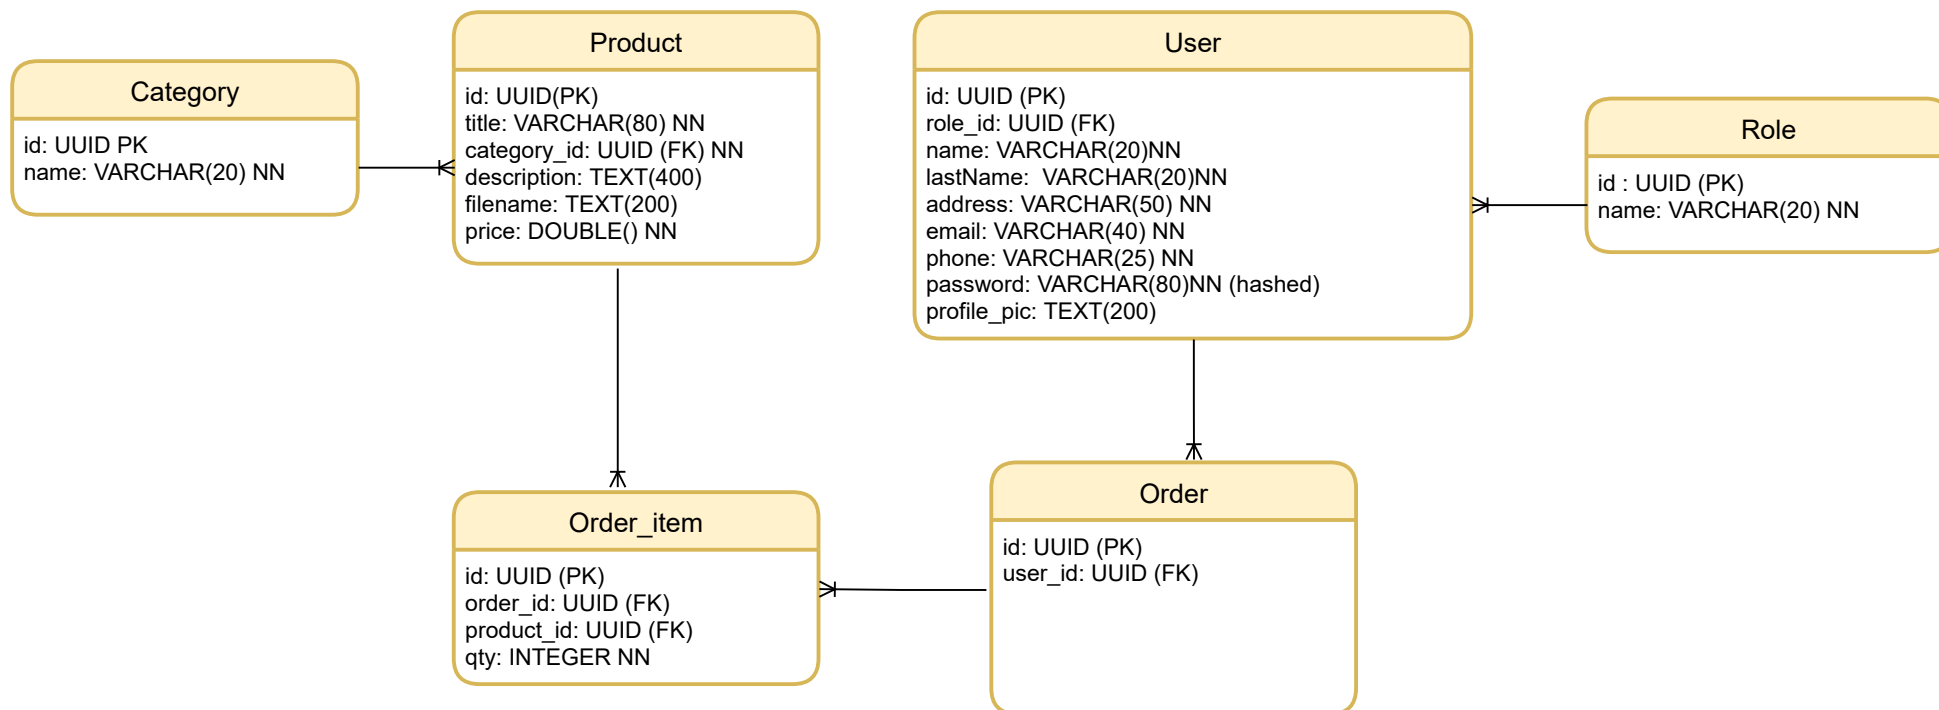 Category
id: UUID PK
name: VARCHAR(20) NN
Product
id: UUID(PK)
title: VARCHAR(80) NN
category_id: UUID (FK) NN
description: TEXT(400)
filename: TEXT(200)
price: DOUBLE() NN
User
id: UUID (PK)
role_id: UUID (FK)
name: VARCHAR(20)NN
lastName:  VARCHAR(20)NN
address: VARCHAR(50) NN
email: VARCHAR(40) NN
phone: VARCHAR(25) NN
password: VARCHAR(80)NN (hashed)
profile_pic: TEXT(200)
Role
id : UUID (PK)
name: VARCHAR(20) NN
Order_item
id: UUID (PK)
order_id: UUID (FK)
product_id: UUID (FK)
qty: INTEGER NN
Order
id: UUID (PK)
user_id: UUID (FK)